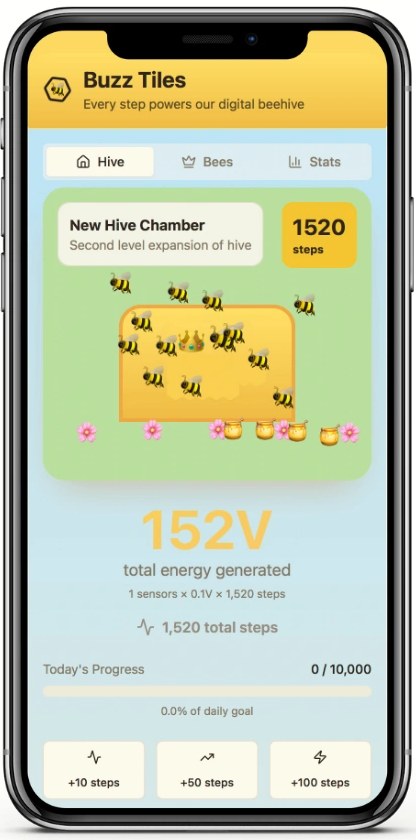 Buzz Tiles
Every step powers our digital beehive
Hive
Bees
Stats
New Hive Chamber
Second level expansion of hive
1520
steps
152V
total energy generated
1 sensors × 0.1V × 1,520 steps
1,520 total steps
Today's Progress
0 / 10,000
0.0% of daily goal
+10 steps
+50 steps
+100 steps